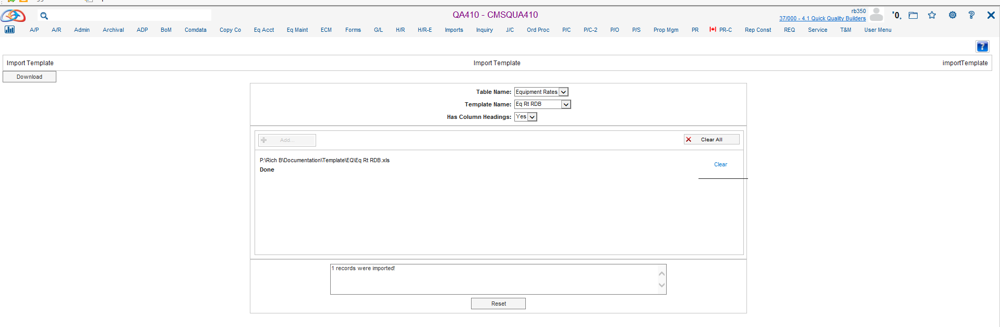 QA410 - CMSQUA410
rb350
37/000 - 4.1 Quick Quality Builders
A/P A/R Admin Archival ADP BoM Comdata Copy Co Eq Acct Eq Maint ECM Forms G/L H/R H/R-E Imports Inquiry J/C Ord Proc P/C P/C-2 P/O P/S Prop Mgm PR PR-C Rep Const REQ Service T&M User Menu
Import Template Import Template importTemplate
Download
Table Name: Equipment Rates
Template Name: Eq Rt RDB
Has Column Headings: Yes
Add... Clear All
P:\Rich B\Documentation\Template\EQ\Eq Rt RDB.xls
Done
Clear
1 records were imported!
Reset